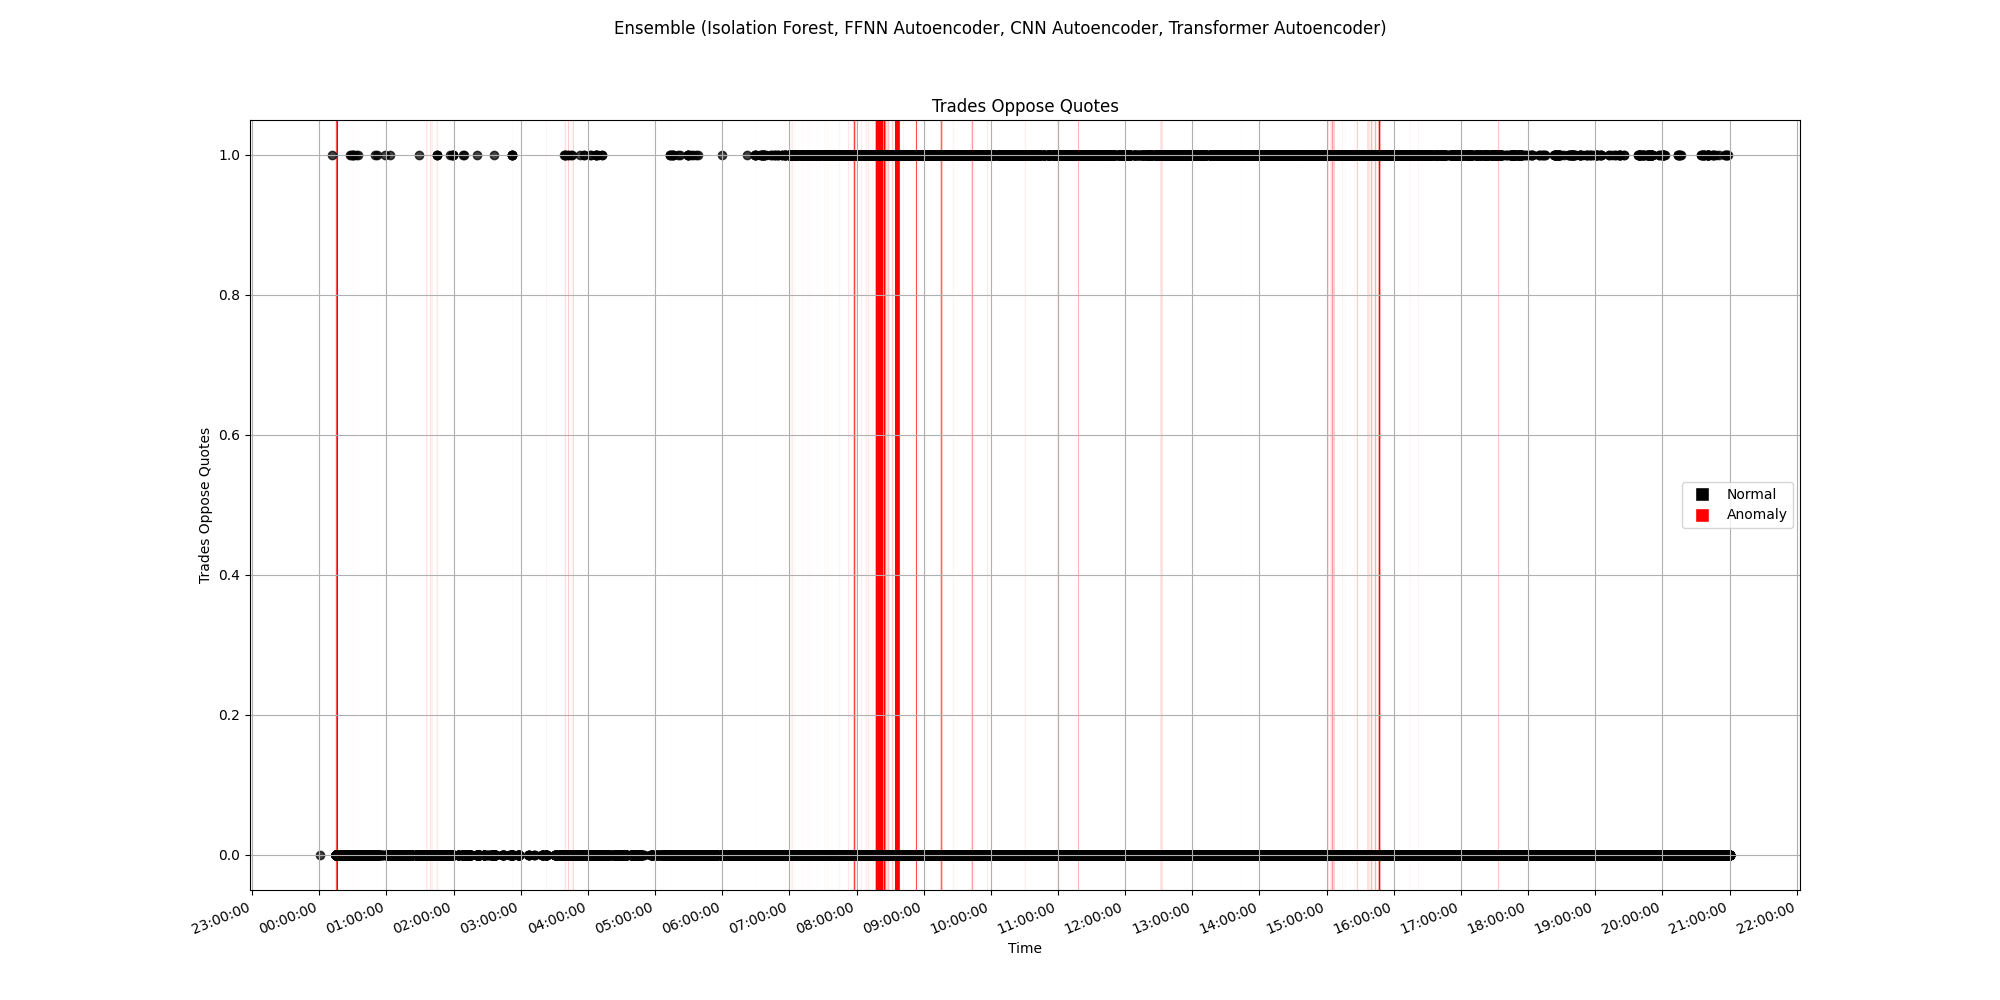 Ensemble (Isolation Forest, FFNN Autoencoder, CNN Autoencoder, Transformer Autoencoder)
Trades Oppose Quotes
1.0
0.8
0.6
0.4
0.2
0.0
Trades Oppose Quotes
Normal
Anomaly
23:00:00 00:00:00 01:00:00 02:00:00 03:00:00 04:00:00 05:00:00 06:00:00 07:00:00 08:00:00 09:00:00 10:00:00 11:00:00 12:00:00 13:00:00 14:00:00 15:00:00 16:00:00 17:00:00 18:00:00 19:00:00 20:00:00 21:00:00 22:00:00
Time